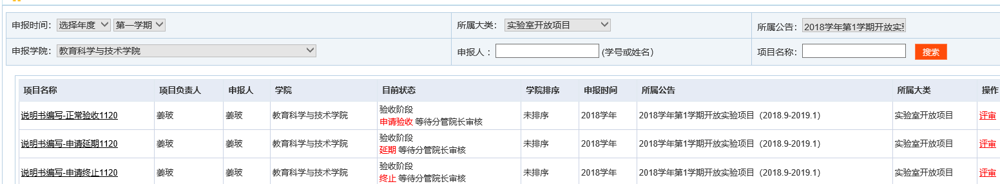 申报时间: 选择年度 第一学期 所属大类: 实验室开放项目 所属公告: 2018学年第1学期开放实
申报学院: 教育科学与技术学院 申报人 : (学号或姓名) 项目名称: 搜索
项目名称 项目负责人 申报人 学院 目前状态 学院排序 申报时间 所属公告 所属大类 操作
说明书编写-正常验收1120 姜玻 姜玻 教育科学与技术学院 验收阶段 未排序 2018学年 2018学年第1学期开放实验项目 (2018.9-2019.1) 实验室开放项目 评审
申请验收 等待分管院长审核
说明书编写-申请延期1120 姜玻 姜玻 教育科学与技术学院 验收阶段 未排序 2018学年 2018学年第1学期开放实验项目 (2018.9-2019.1) 实验室开放项目 评审
延期 等待分管院长审核
说明书编写-申请终止1120 姜玻 姜玻 教育科学与技术学院 验收阶段 未排序 2018学年 2018学年第1学期开放实验项目 (2018.9-2019.1) 实验室开放项目 评审
终止 等待分管院长审核